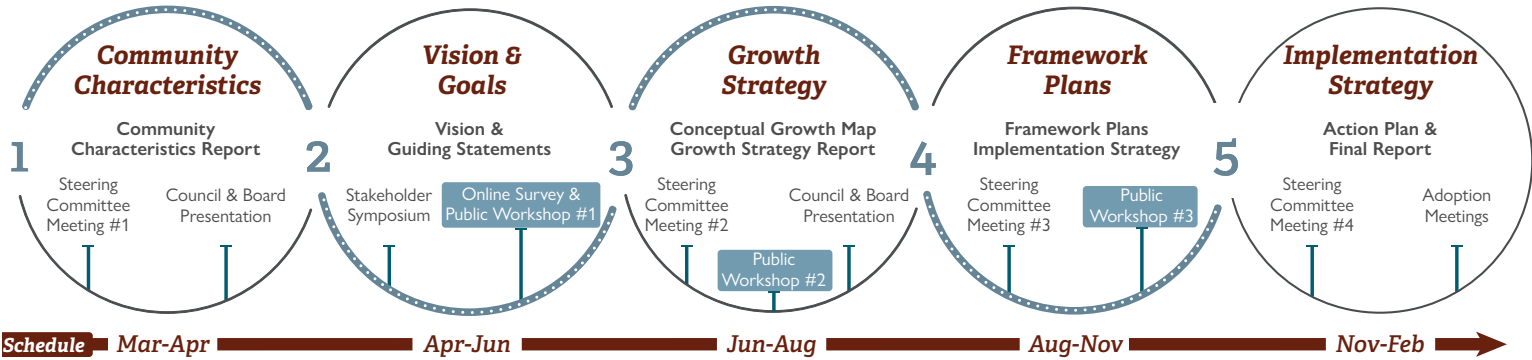 Community
Characteristics
Vision &
Goals
Growth
Strategy
Framework
Plans
Implementation
Strategy
1
Community
Characteristics Report
Steering
Committee
Meeting #1
Council & Board
Presentation
2
Vision &
Guiding Statements
Stakeholder
Symposium
Online Survey &
Public Workshop #1
3
Conceptual Growth Map
Growth Strategy Report
Steering
Committee
Meeting #2
Public
Workshop #2
Council & Board
Presentation
4
Framework Plans
Implementation Strategy
Steering
Committee
Meeting #3
Public
Workshop #3
5
Action Plan &
Final Report
Steering
Committee
Meeting #4
Adoption
Meetings
Schedule Mar-Apr Apr-Jun Jun-Aug Aug-Nov Nov-Feb